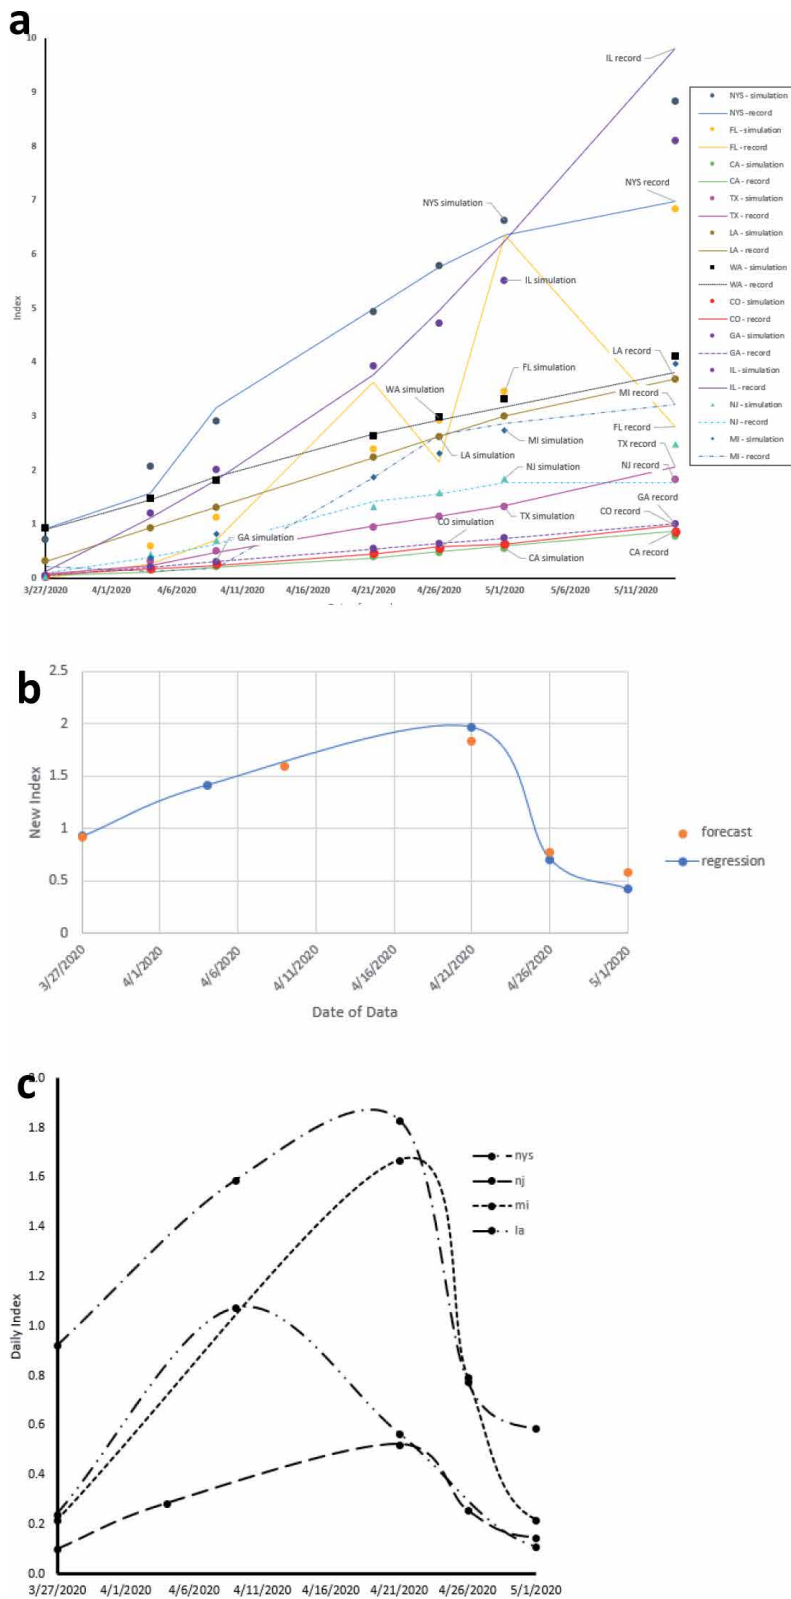 a
10
9
8
7
6
5
4
3
2
1
0
Index
3/27/2020 4/1/2020 4/6/2020 4/11/2020 4/16/2020 4/21/2020 4/26/2020 5/1/2020 5/6/2020 5/11/2020
IL record
NYS record
NYS simulation
IL simulation
LA record
FL simulation
WA simulation
MI record
FL record
MI simulation
TX record
LA simulation
NJ simulation
NJ record
GA record
CO record
TX simulation
CO simulation
GA simulation
CA simulation
CA record
NYS - simulation
NYS -record
FL - simulation
FL - record
CA - simulation
CA - record
TX - simulation
TX - record
LA - simulation
LA - record
WA - simulation
WA - record
CO - simulation
CO - record
GA - simulation
GA - record
IL - simulation
IL - record
NJ - simulation
NJ - record
MI - simulation
MI - record
b
2.5
2
1.5
1
0.5
0
New Index
3/27/2020 4/1/2020 4/6/2020 4/11/2020 4/16/2020 4/21/2020 4/26/2020 5/1/2020
Date of Data
forecast
regression
c
1.8
1.6
1.4
1.2
1.0
0.8
0.6
0.4
0.2
0.0
Daily Index
3/27/2020 4/1/2020 4/6/2020 4/11/2020 4/16/2020 4/21/2020 4/26/2020 5/1/2020
nys
nj
mi
la